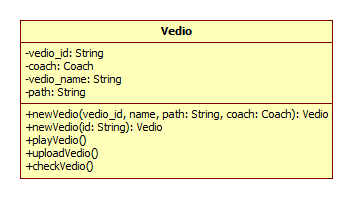 Vedio
-vedio_id: String
-coach: Coach
-vedio_name: String
-path: String
+newVedio(vedio_id, name, path: String, coach: Coach): Vedio
+newVedio(id: String): Vedio
+playVedio()
+uploadVedio()
+checkVedio()